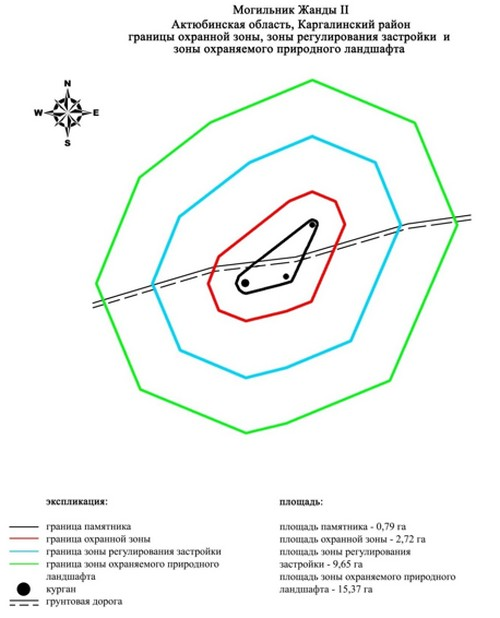 Могильник Жанды II
Актюбинская область, Каргалинский район
границы охранной зоны, зоны регулирования застройки и
зоны охраняемого природного ландшафта
N
W E
S
экспликация:
граница памятника
граница охранной зоны
граница зоны регулирования застройки
граница зоны охраняемого природного
ландшафта
курган
грунтовая дорога
площадь:
площадь памятника - 0,79 га
площадь охранной зоны - 2,72 га
площадь зоны регулирования
застройки - 9,65 га
площадь зоны охраняемого природного
ландшафта - 15,37 га